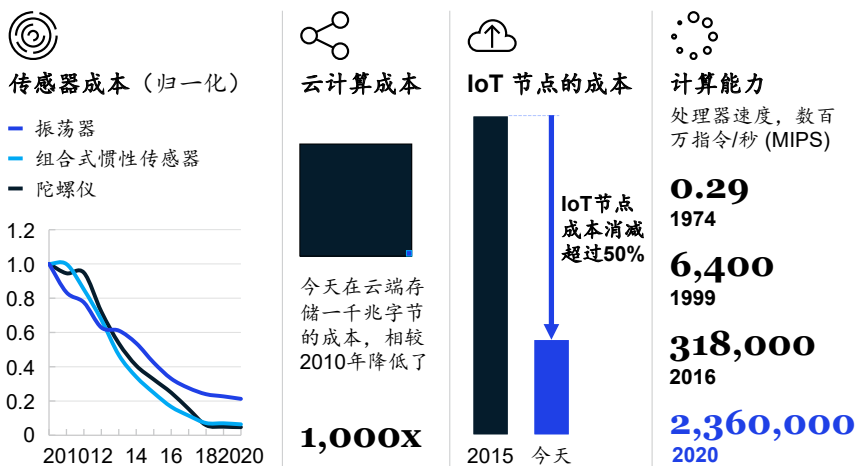 传感器成本（归一化）
振荡器
组合式惯性传感器
陀螺仪
1.2
1.0
0.8
0.6
0.4
0.2
0
201012 14 16 182020
云计算成本
今天在云端存
储一千兆字节
的成本，相较
2010年降低了
1,000x
IoT 节点的成本
IoT节点
成本消减
超过50%
2015 今天
计算能力
处理器速度，数百
万指令/秒 (MIPS)
0.29
1974
6,400
1999
318,000
2016
2,360,000
2020